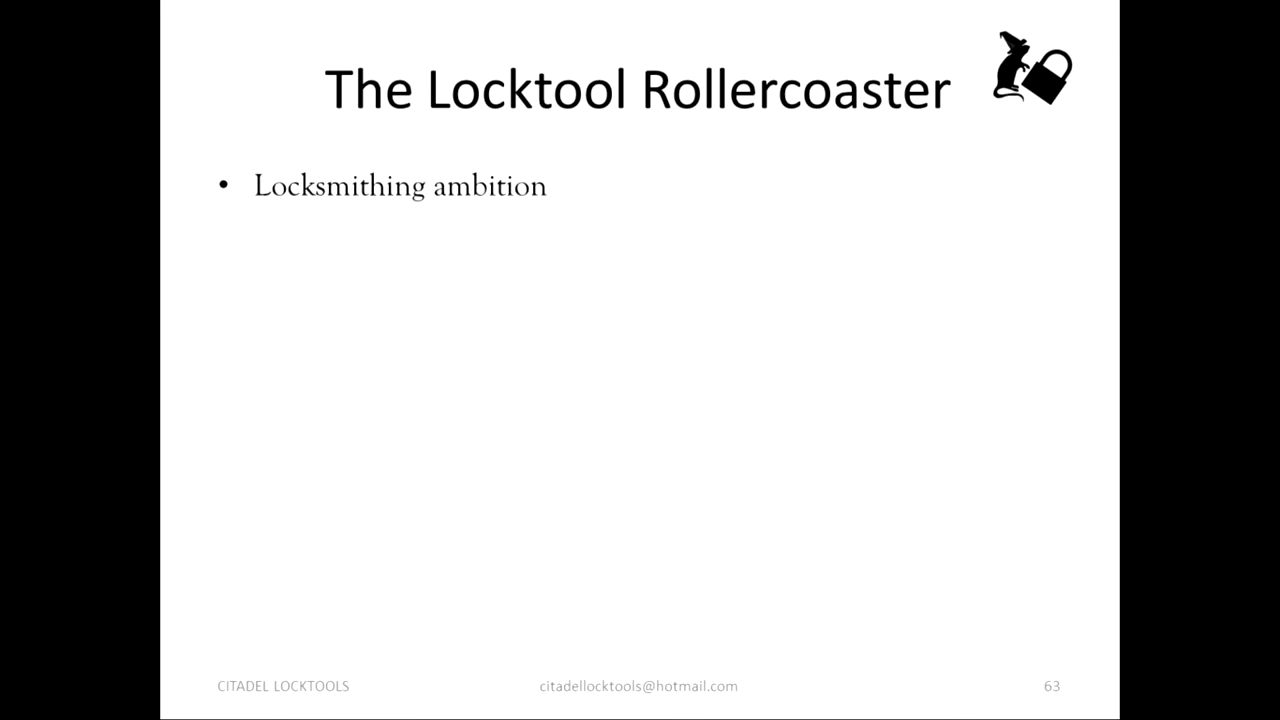 The Locktool Rollercoaster
• Locksmithing ambition
CITADEL LOCKTOOLS citadellocktools@hotmail.com 63